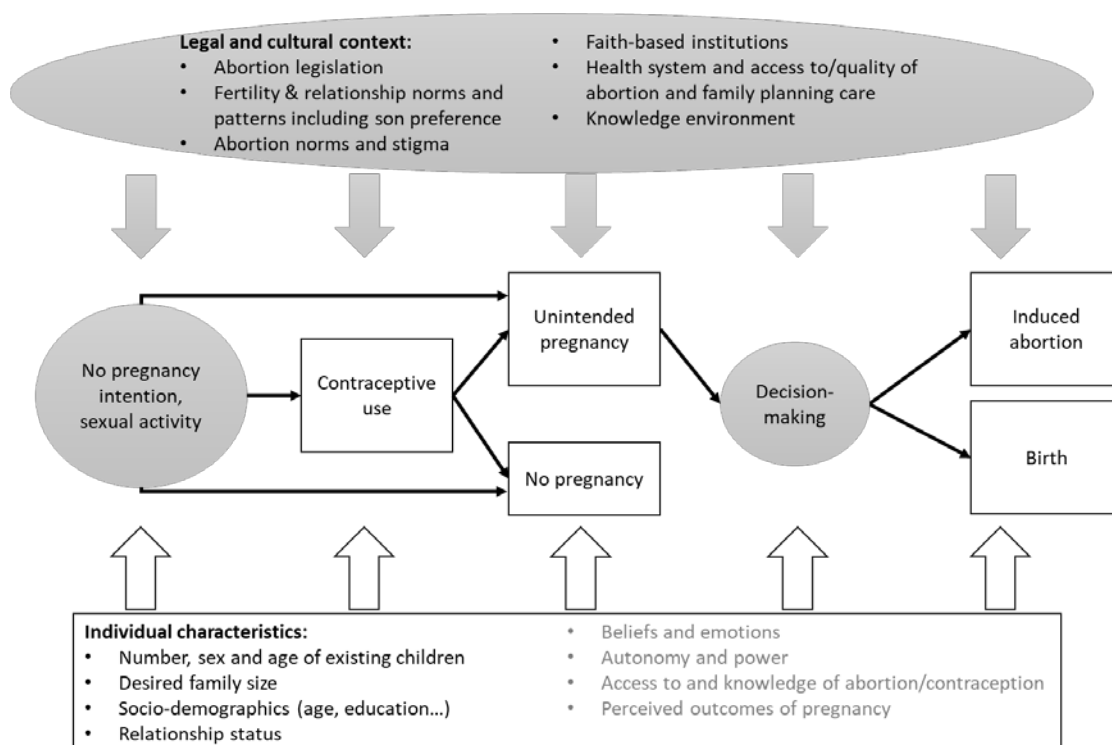 Legal and cultural context:
• Abortion legislation
• Fertility & relationship norms and
patterns including son preference
• Abortion norms and stigma
• Faith-based institutions
• Health system and access to/quality of
abortion and family planning care
• Knowledge environment
No pregnancy
intention,
sexual activity
Contraceptive
use
Unintended
pregnancy
No pregnancy
Decision-
making
Induced
abortion
Birth
Individual characteristics:
• Number, sex and age of existing children
• Desired family size
• Socio-demographics (age, education...)
• Relationship status
• Beliefs and emotions
• Autonomy and power
• Access to and knowledge of abortion/contraception
• Perceived outcomes of pregnancy